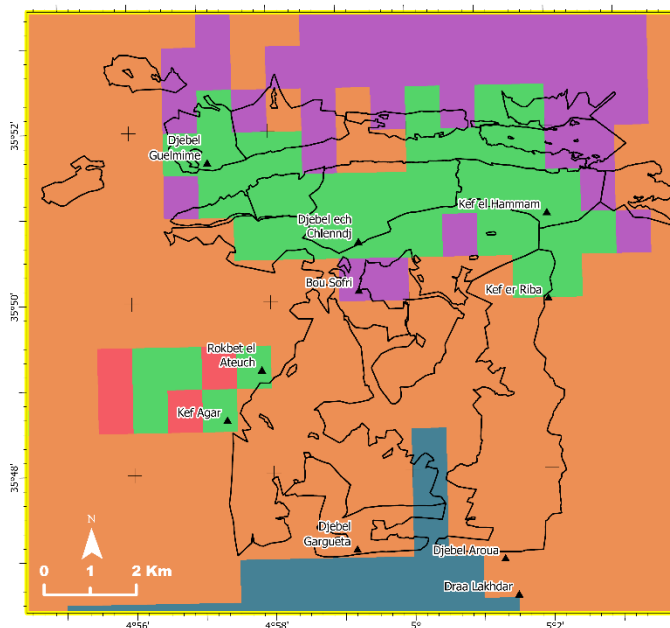 35°52'
Djebel
Guelmime
Kef el Hammam
Djebel ech
Chlenndj
Bou Sofri
Kef er Riba
35°50'
Rokbet el
Ateuch
Kef Agar
35°48'
N
Djebel
Gargueta
Djebel Aroua
0 1 2 Km
Draa Lakhdar
4°56' 4°58' 5° 5°2'